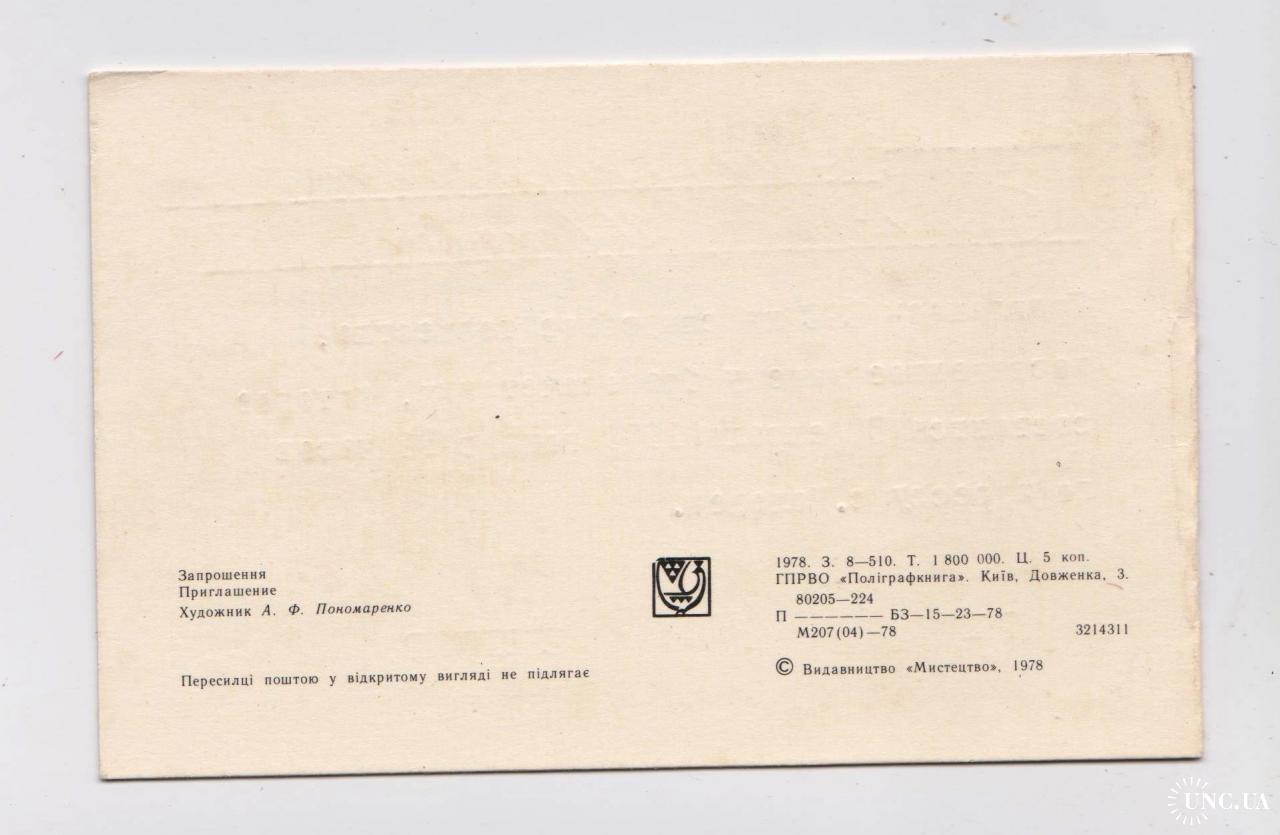 Запрошення
Приглашение
Художник А. Ф. Пономаренко
Пересилці поштою у відкритому вигляді не підлягає
1978. З. 8—510. Т. 1 800 000. Ц. 5 коп.
ГПРВО «Поліграфкнига». Київ, Довженка, 3.
80205—224
П —————— БЗ—15—23—78
М207(04)—78 3214311
© Видавництво «Мистецтво», 1978
UNC.UA